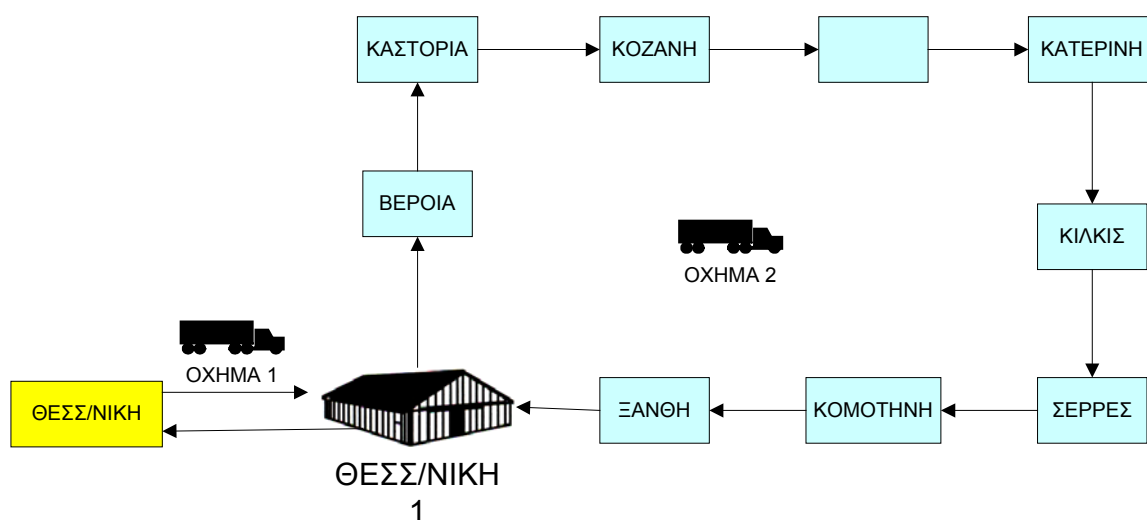 ΚΑΣΤΟΡΙΑ
ΚΟΖΑΝΗ
ΚΑΤΕΡΙΝΗ
ΒΕΡΟΙΑ
ΚΙΛΚΙΣ
ΟΧΗΜΑ 2
ΟΧΗΜΑ 1
ΘΕΣΣ/ΝΙΚΗ
ΞΑΝΘΗ
ΚΟΜΟΤΗΝΗ
ΣΕΡΡΕΣ
ΘΕΣΣ/ΝΙΚΗ
1